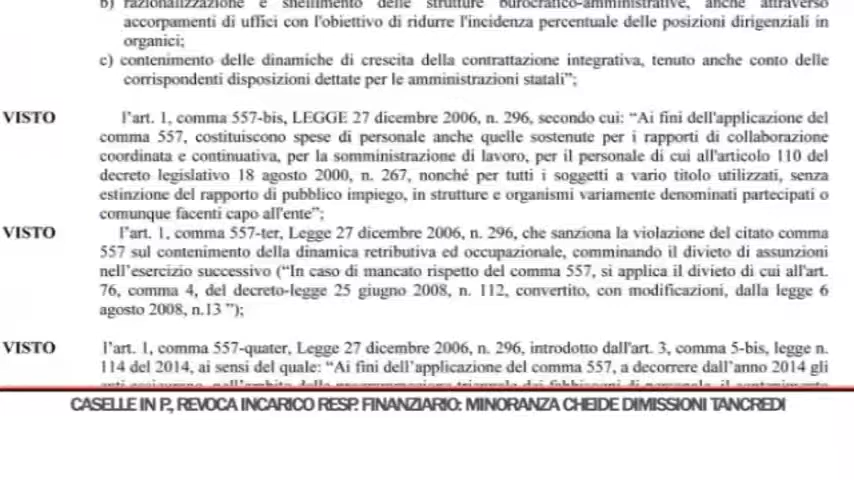 b) razionalizzazione e snellimento delle strutture burocratico-amministrative, anche attraverso
accorpamenti di uffici con l'obiettivo di ridurre l'incidenza percentuale delle posizioni dirigenziali in
organici;
c) contenimento delle dinamiche di crescita della contrattazione integrativa, tenuto anche conto delle
corrispondenti disposizioni dettate per le amministrazioni statali”;
VISTO l’art. 1, comma 557-bis, LEGGE 27 dicembre 2006, n. 296, secondo cui: “Ai fini dell'applicazione del
comma 557, costituiscono spese di personale anche quelle sostenute per i rapporti di collaborazione
coordinata e continuativa, per la somministrazione di lavoro, per il personale di cui all'articolo 110 del
decreto legislativo 18 agosto 2000, n. 267, nonché per tutti i soggetti a vario titolo utilizzati, senza
estinzione del rapporto di pubblico impiego, in strutture e organismi variamente denominati partecipati o
comunque facenti capo all'ente”;
VISTO l’art. 1, comma 557-ter, Legge 27 dicembre 2006, n. 296, che sanziona la violazione del citato comma
557 sul contenimento della dinamica retributiva ed occupazionale, comminando il divieto di assunzioni
nell’esercizio successivo (“In caso di mancato rispetto del comma 557, si applica il divieto di cui all'art.
76, comma 4, del decreto-legge 25 giugno 2008, n. 112, convertito, con modificazioni, dalla legge 6
agosto 2008, n.13 ”);
VISTO l’art. 1, comma 557-quater, Legge 27 dicembre 2006, n. 296, introdotto dall'art. 3, comma 5-bis, legge n.
114 del 2014, ai sensi del quale: “Ai fini dell’applicazione del comma 557, a decorrere dall’anno 2014 gli
CASELLE IN P., REVOCA INCARICO RESP. FINANZIARIO: MINORANZA CHEIDE DIMISSIONI TANCREDI